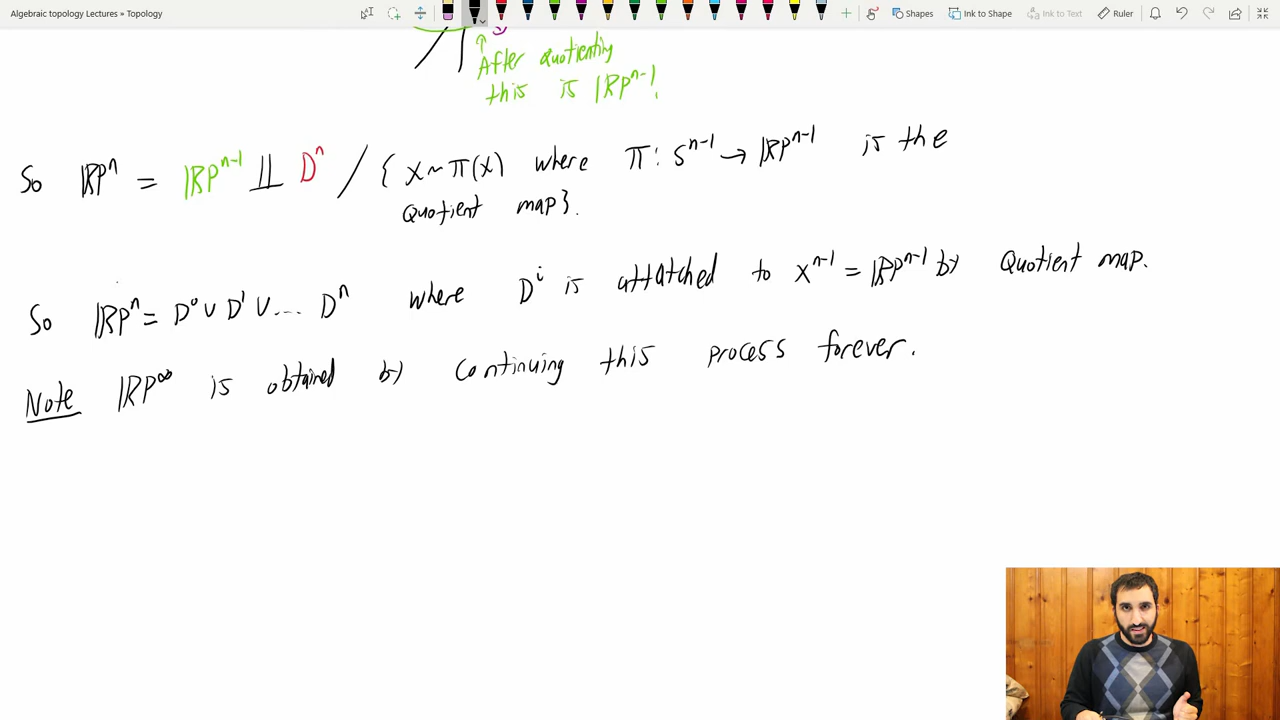 Algebraic topology Lectures » Topology
Shapes
Ink to Shape
Ink to Text
Ruler
After Quotienting
this is ℝP^{n-1}!
So ℝP^n = ℝP^{n-1} ⨿ D^n / { x ~ π(x) where π: S^{n-1} → ℝP^{n-1} is the
Quotient map}.
So ℝP^n = D^0 ∪ D^1 ∪ ... D^n where D^i is attatched to X^{n-1} = ℝP^{n-1} by Quotient map.
Note ℝP^∞ is obtained by continuing this process forever.